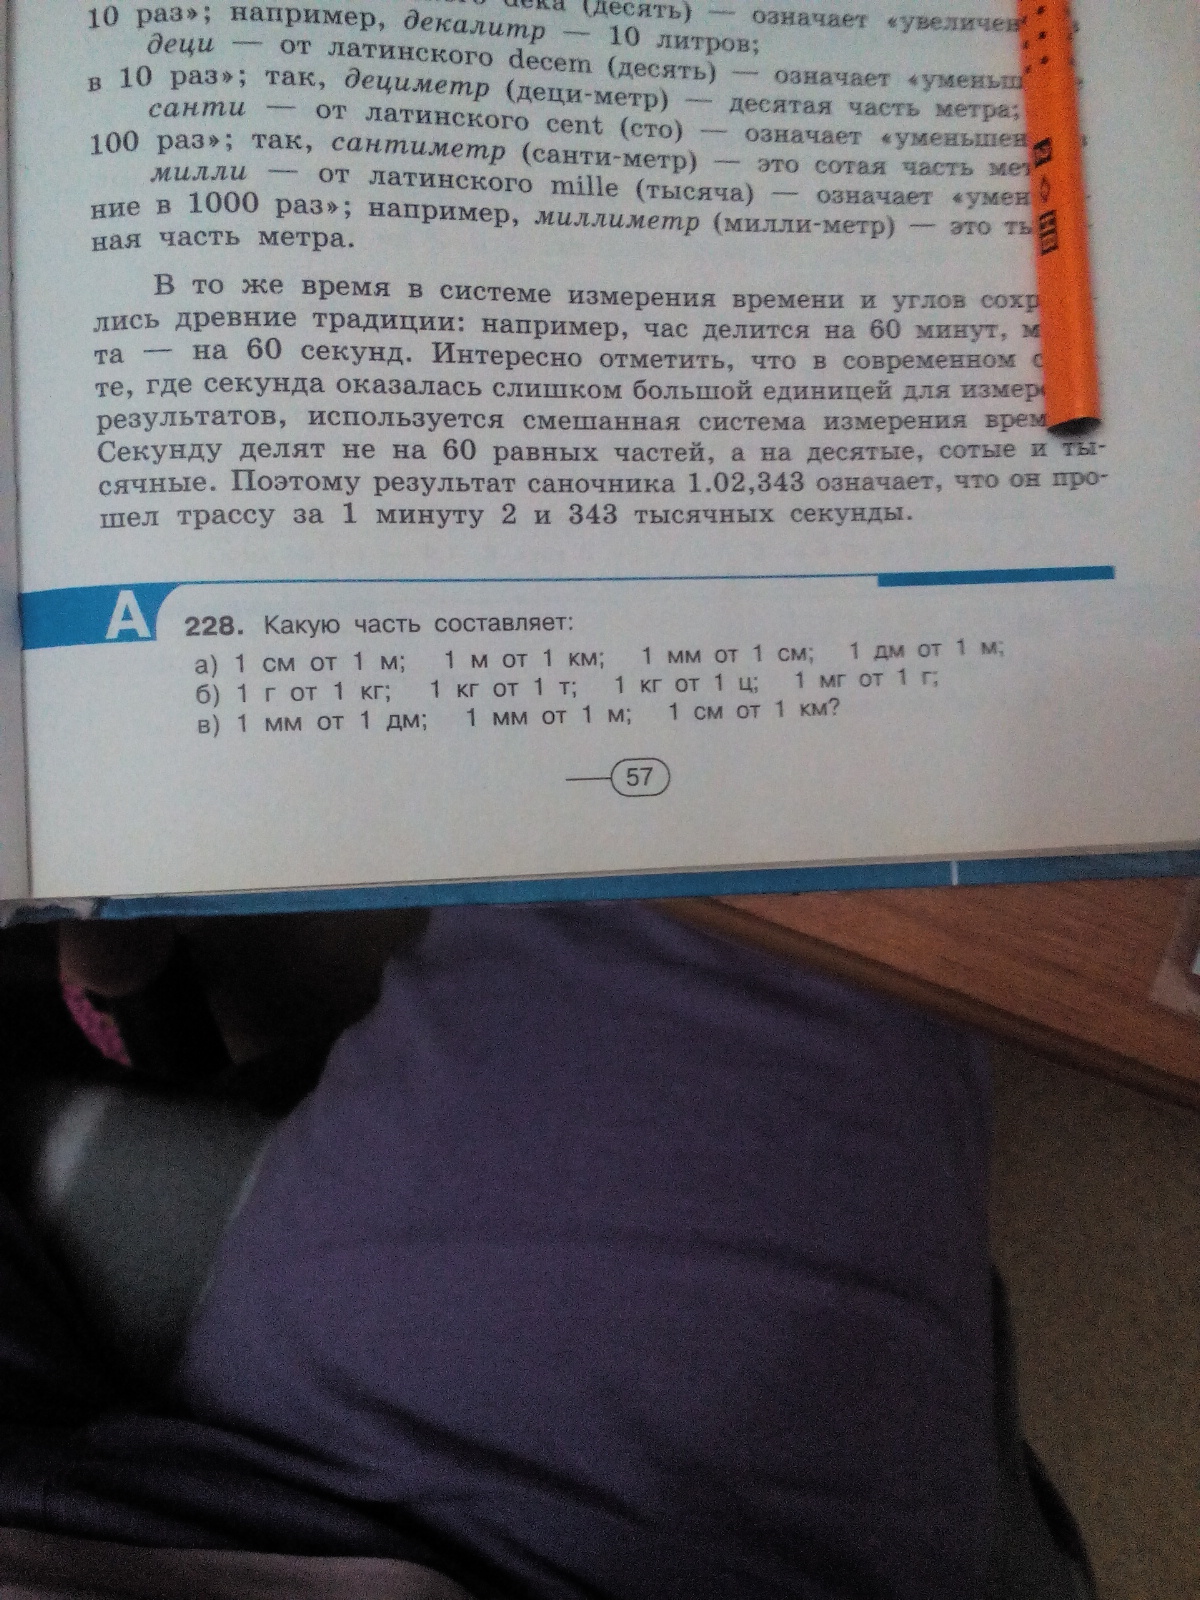 дека (десять) — означает «увеличен
10 раз»; например, декалитр — 10 литров;
деци — от латинского decem (десять) — означает «уменьш
в 10 раз»; так, дециметр (деци-метр) — десятая часть метра;
санти — от латинского cent (сто) — означает «уменьшен
100 раз»; так, сантиметр (санти-метр) — это сотая часть мет
милли — от латинского mille (тысяча) — означает «умен
ние в 1000 раз»; например, миллиметр (милли-метр) — это ты
ная часть метра.
В то же время в системе измерения времени и углов сохр
лись древние традиции: например, час делится на 60 минут, м
та — на 60 секунд. Интересно отметить, что в современном с
те, где секунда оказалась слишком большой единицей для измер
результатов, используется смешанная система измерения врем
Секунду делят не на 60 равных частей, а на десятые, сотые и ты-
сячные. Поэтому результат саночника 1.02,343 означает, что он про-
шел трассу за 1 минуту 2 и 343 тысячных секунды.
А
228. Какую часть составляет:
а) 1 см от 1 м; 1 м от 1 км; 1 мм от 1 см; 1 дм от 1 м;
б) 1 г от 1 кг; 1 кг от 1 т; 1 кг от 1 ц; 1 мг от 1 г;
в) 1 мм от 1 дм; 1 мм от 1 м; 1 см от 1 км?
57